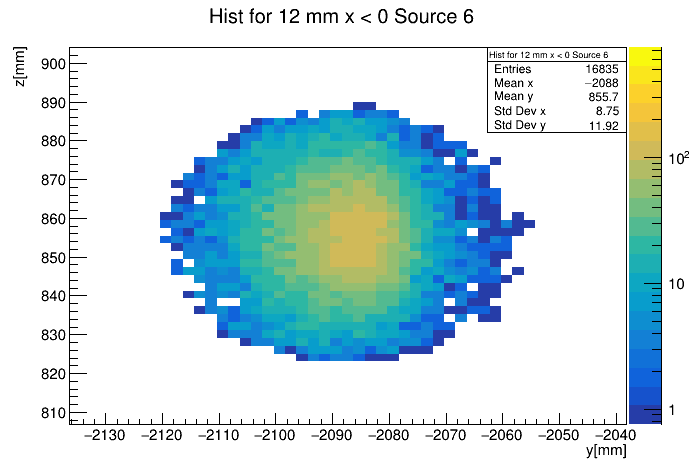 Hist for 12 mm x < 0 Source 6
z[mm]
900
890
880
870
860
850
840
830
820
810
Hist for 12 mm x < 0 Source 6
Entries 16835
Mean x −2088
Mean y 855.7
Std Dev x 8.75
Std Dev y 11.92
10²
10
1
−2130 −2120 −2110 −2100 −2090 −2080 −2070 −2060 −2050 −2040
y[mm]